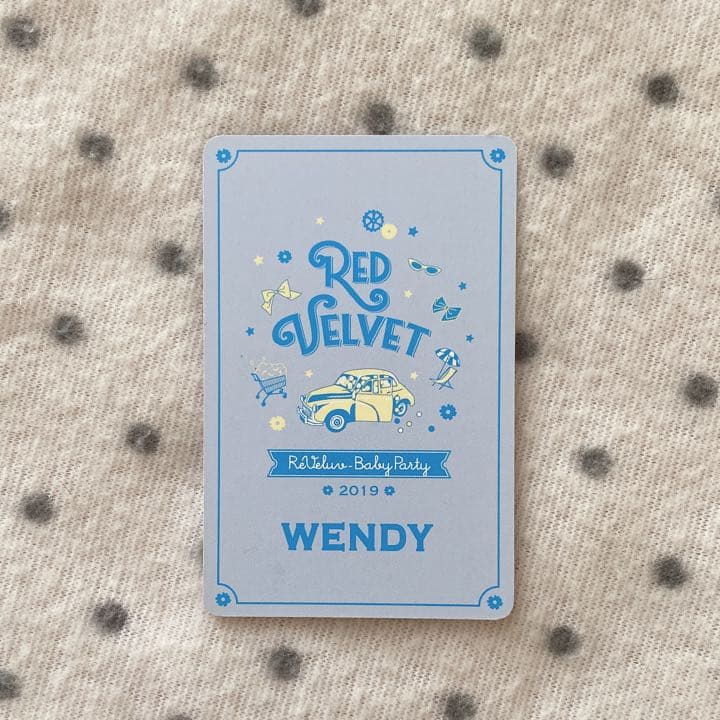 RED
VELVET
ReVeluv-Baby Party
2019
WENDY